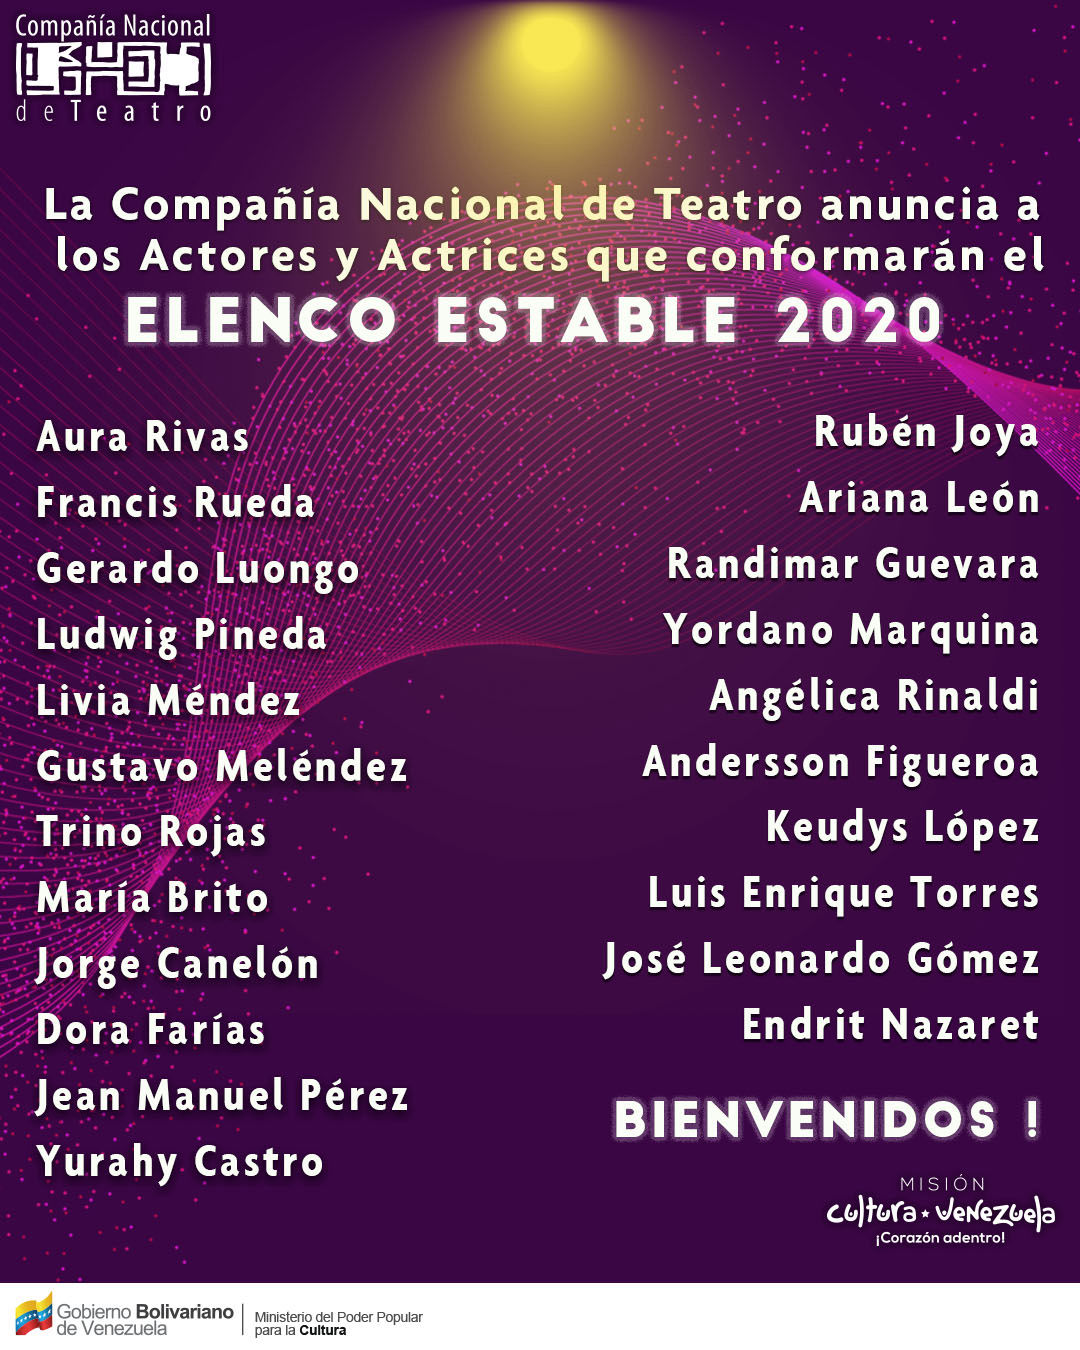 Compañía Nacional
de Teatro
La Compañía Nacional de Teatro anuncia a
los Actores y Actrices que conformarán el
ELENCO ESTABLE 2020
Aura Rivas
Francis Rueda
Gerardo Luongo
Ludwig Pineda
Livia Méndez
Gustavo Meléndez
Trino Rojas
María Brito
Jorge Canelón
Dora Farías
Jean Manuel Pérez
Yurahy Castro
Rubén Joya
Ariana León
Randimar Guevara
Yordano Marquina
Angélica Rinaldi
Andersson Figueroa
Keudys López
Luis Enrique Torres
José Leonardo Gómez
Endrit Nazaret
BIENVENIDOS !
MISIÓN
Cultura ★ Venezuela
¡Corazón adentro!
Gobierno Bolivariano
de Venezuela
Ministerio del Poder Popular
para la Cultura